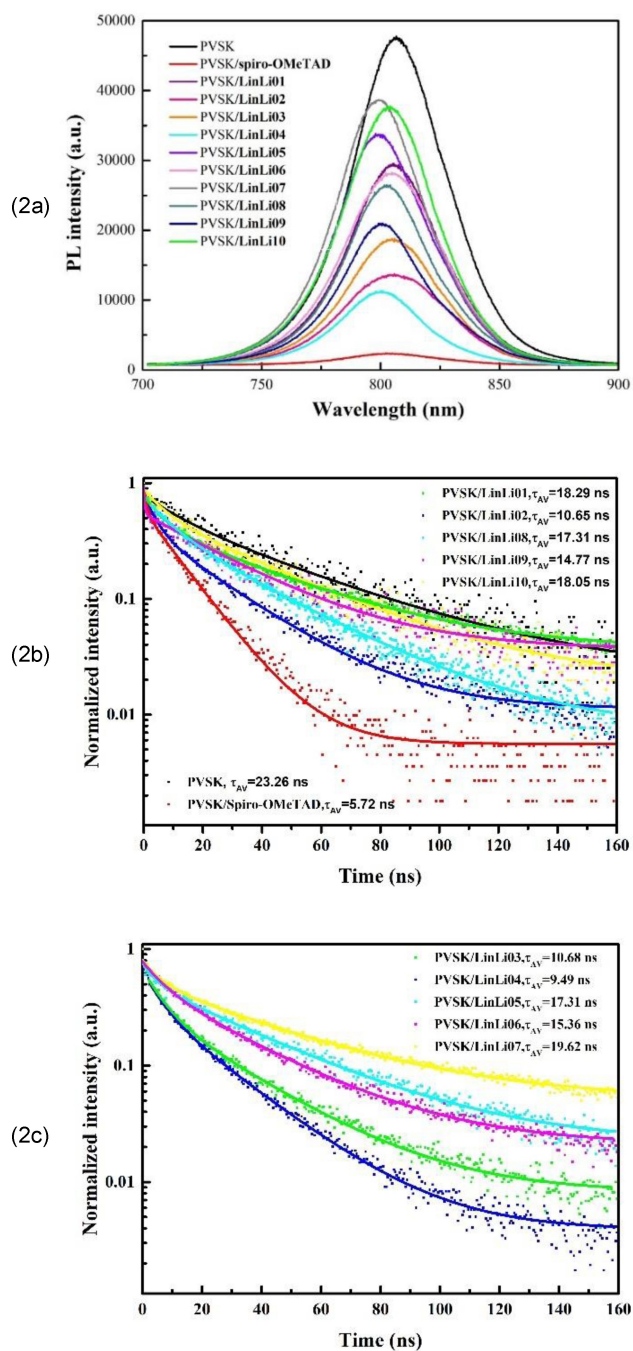 (2a)
PL intensity (a.u.)
50000
40000
30000
20000
10000
0
PVSK
PVSK/spiro-OMeTAD
PVSK/LinLi01
PVSK/LinLi02
PVSK/LinLi03
PVSK/LinLi04
PVSK/LinLi05
PVSK/LinLi06
PVSK/LinLi07
PVSK/LinLi08
PVSK/LinLi09
PVSK/LinLi10
700 750 800 850 900
Wavelength (nm)
(2b)
Normalized intensity (a.u.)
1
0.1
0.01
PVSK/LinLi01,τAV=18.29 ns
PVSK/LinLi02,τAV=10.65 ns
PVSK/LinLi08,τAV=17.31 ns
PVSK/LinLi09,τAV=14.77 ns
PVSK/LinLi10,τAV=18.05 ns
PVSK, τAV=23.26 ns
PVSK/Spiro-OMeTAD,τAV=5.72 ns
0 20 40 60 80 100 120 140 160
Time (ns)
(2c)
Normalized intensity (a.u.)
1
0.1
0.01
PVSK/LinLi03,τAV=10.68 ns
PVSK/LinLi04,τAV=9.49 ns
PVSK/LinLi05,τAV=17.31 ns
PVSK/LinLi06,τAV=15.36 ns
PVSK/LinLi07,τAV=19.62 ns
0 20 40 60 80 100 120 140 160
Time (ns)